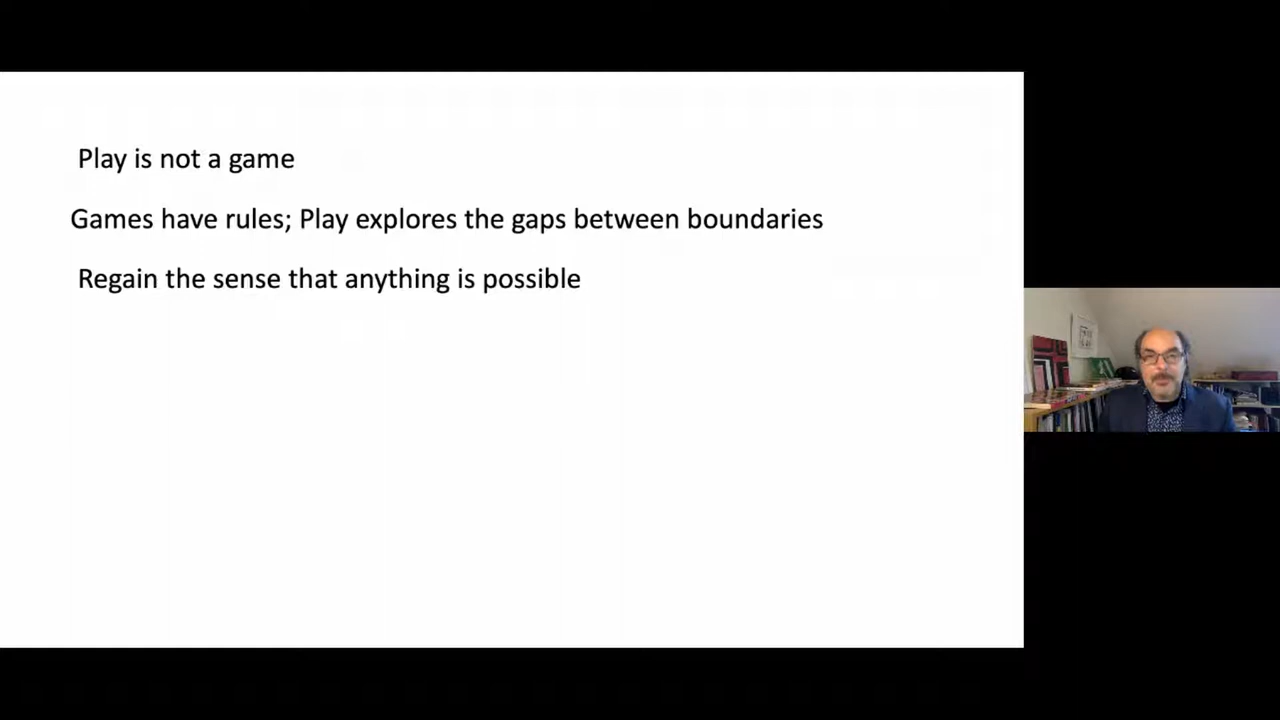 Play is not a game
Games have rules; Play explores the gaps between boundaries
Regain the sense that anything is possible